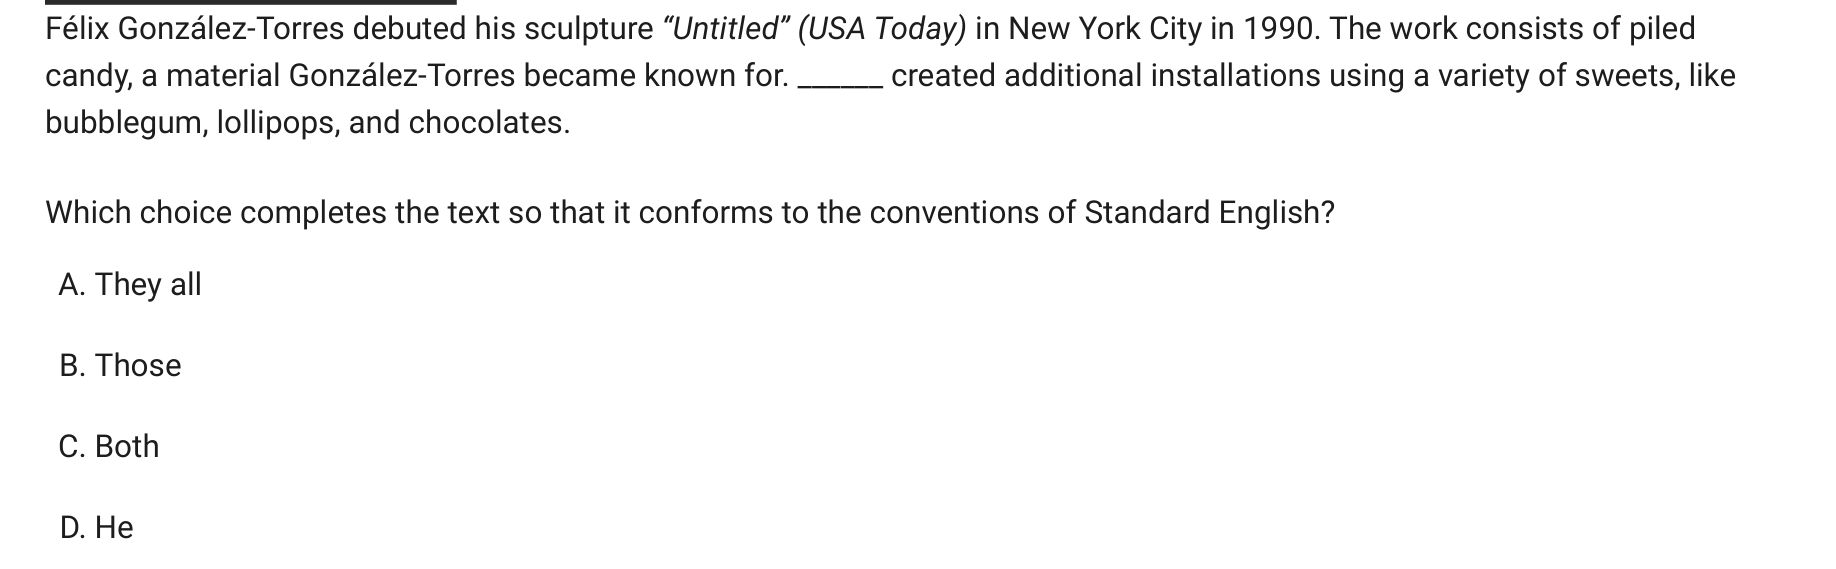 Félix González-Torres debuted his sculpture “Untitled” (USA Today) in New York City in 1990. The work consists of piled
candy, a material González-Torres became known for. ______ created additional installations using a variety of sweets, like
bubblegum, lollipops, and chocolates.
Which choice completes the text so that it conforms to the conventions of Standard English?
A. They all
B. Those
C. Both
D. He